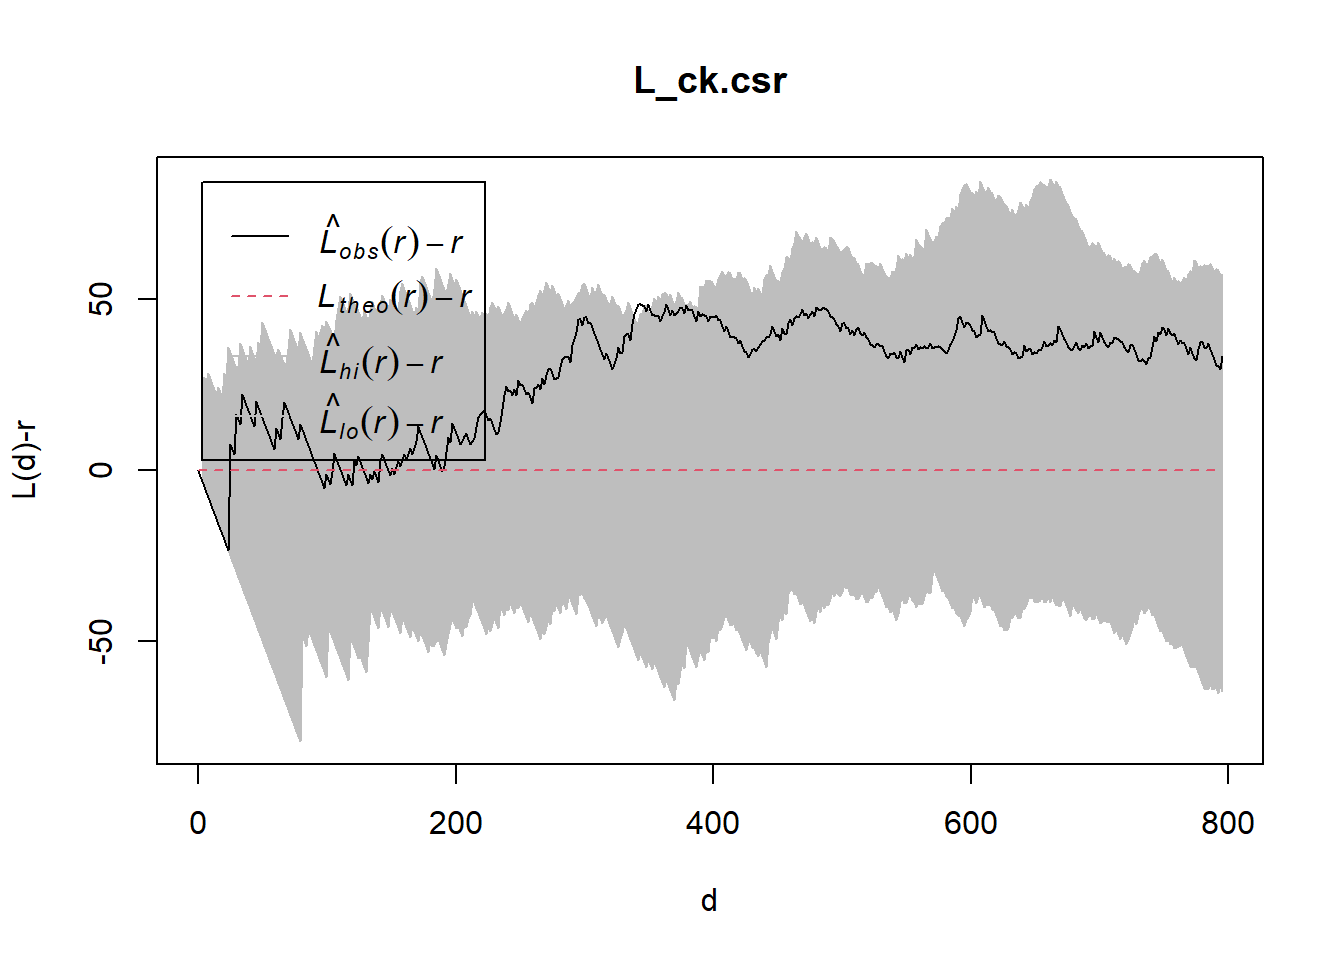 L_ck.csr
L̂obs(r) – r
Ltheo(r) – r
L̂hi(r) – r
L̂lo(r) – r
L(d)-r
50
0
-50
0 200 400 600 800
d